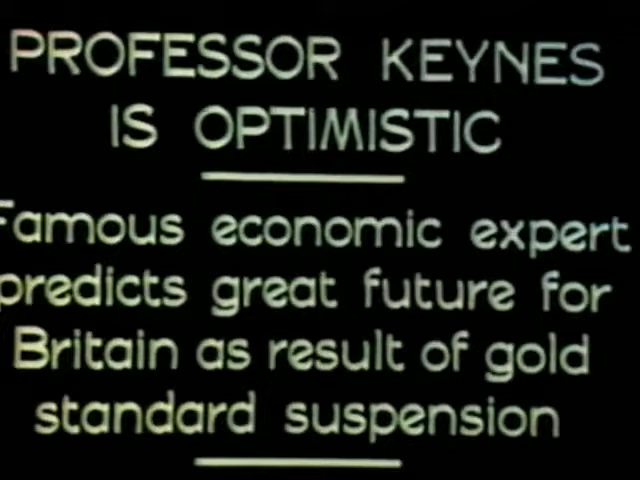 PROFESSOR KEYNES
IS OPTIMISTIC
Famous economic expert
predicts great future for
Britain as result of gold
standard suspension